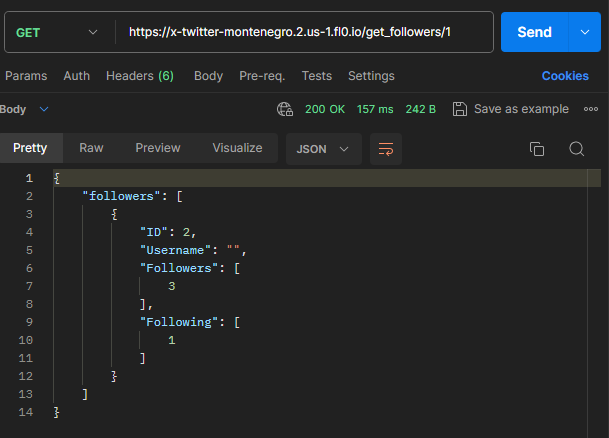 GET https://x-twitter-montenegro.2.us-1.fl0.io/get_followers/1 Send
Params Auth Headers (6) Body Pre-req. Tests Settings Cookies
Body 200 OK 157 ms 242 B Save as example
Pretty Raw Preview Visualize JSON
1 {
2 "followers": [
3 {
4 "ID": 2,
5 "Username": "",
6 "Followers": [
7 3
8 ],
9 "Following": [
10 1
11 ]
12 }
13 ]
14 }